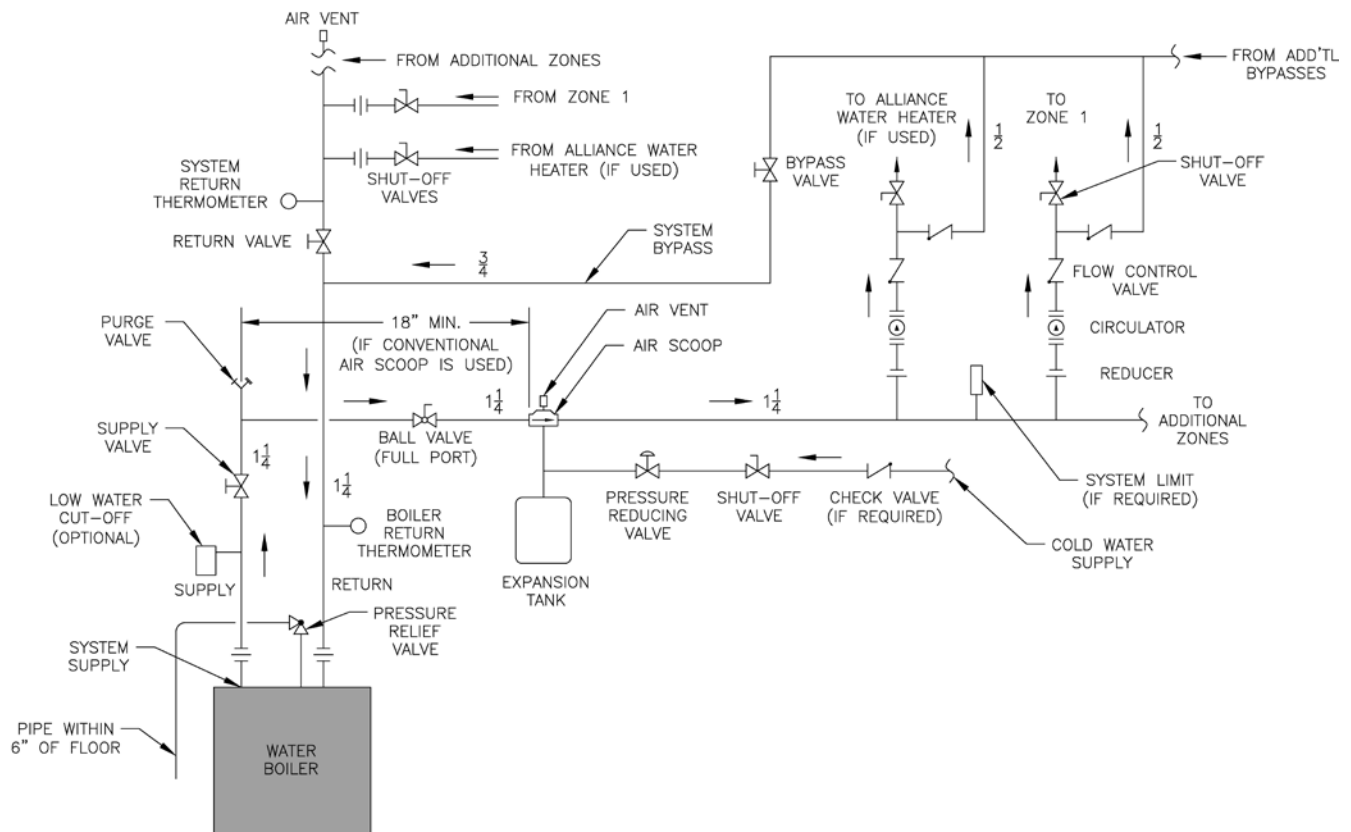 AIR VENT
FROM ADDITIONAL ZONES
FROM ZONE 1
FROM ALLIANCE WATER
HEATER (IF USED)
SHUT-OFF
VALVES
SYSTEM
RETURN
THERMOMETER
RETURN VALVE
3/4
SYSTEM
BYPASS
BYPASS
VALVE
TO ALLIANCE
WATER HEATER
(IF USED)
1/2
TO
ZONE 1
1/2
FROM ADD'TL
BYPASSES
SHUT-OFF
VALVE
FLOW CONTROL
VALVE
CIRCULATOR
REDUCER
PURGE
VALVE
18" MIN.
(IF CONVENTIONAL
AIR SCOOP IS USED)
AIR VENT
AIR SCOOP
1 1/4
1 1/4
TO
ADDITIONAL
ZONES
SUPPLY
VALVE
1 1/4
BALL VALVE
(FULL PORT)
1 1/4
LOW WATER
CUT-OFF
(OPTIONAL)
BOILER
RETURN
THERMOMETER
PRESSURE
REDUCING
VALVE
SHUT-OFF
VALVE
CHECK VALVE
(IF REQUIRED)
SYSTEM LIMIT
(IF REQUIRED)
COLD WATER
SUPPLY
EXPANSION
TANK
SUPPLY
RETURN
PRESSURE
RELIEF
VALVE
SYSTEM
SUPPLY
PIPE WITHIN
6" OF FLOOR
WATER
BOILER